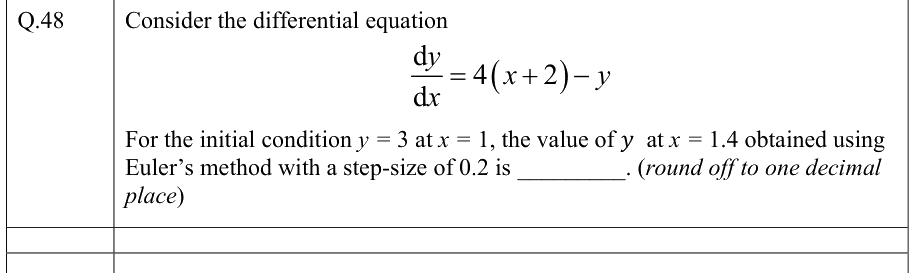 Q.48 Consider the differential equation
dy/dx = 4(x+2) − y
For the initial condition y = 3 at x = 1, the value of y at x = 1.4 obtained using
Euler’s method with a step-size of 0.2 is __________. (round off to one decimal
place)